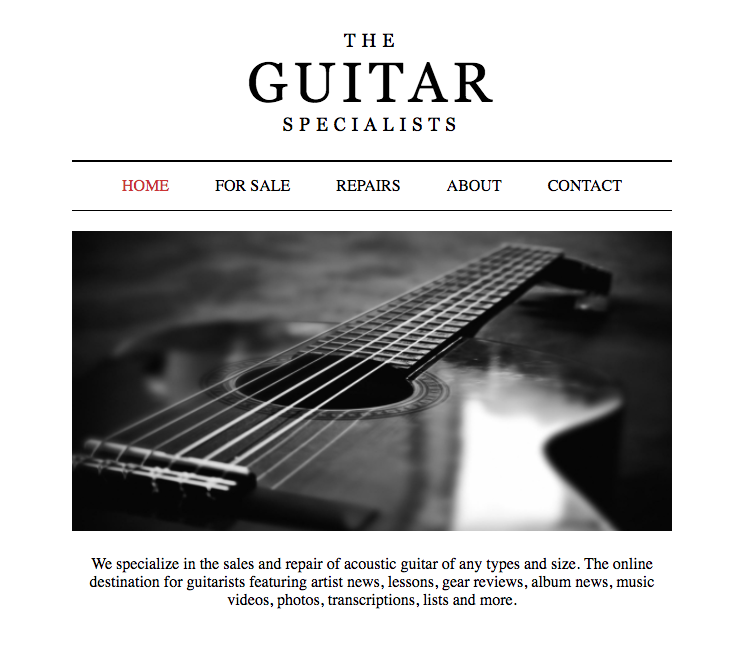 THE
GUITAR
SPECIALISTS
HOME FOR SALE REPAIRS ABOUT CONTACT
We specialize in the sales and repair of acoustic guitar of any types and size. The online
destination for guitarists featuring artist news, lessons, gear reviews, album news, music
videos, photos, transcriptions, lists and more.